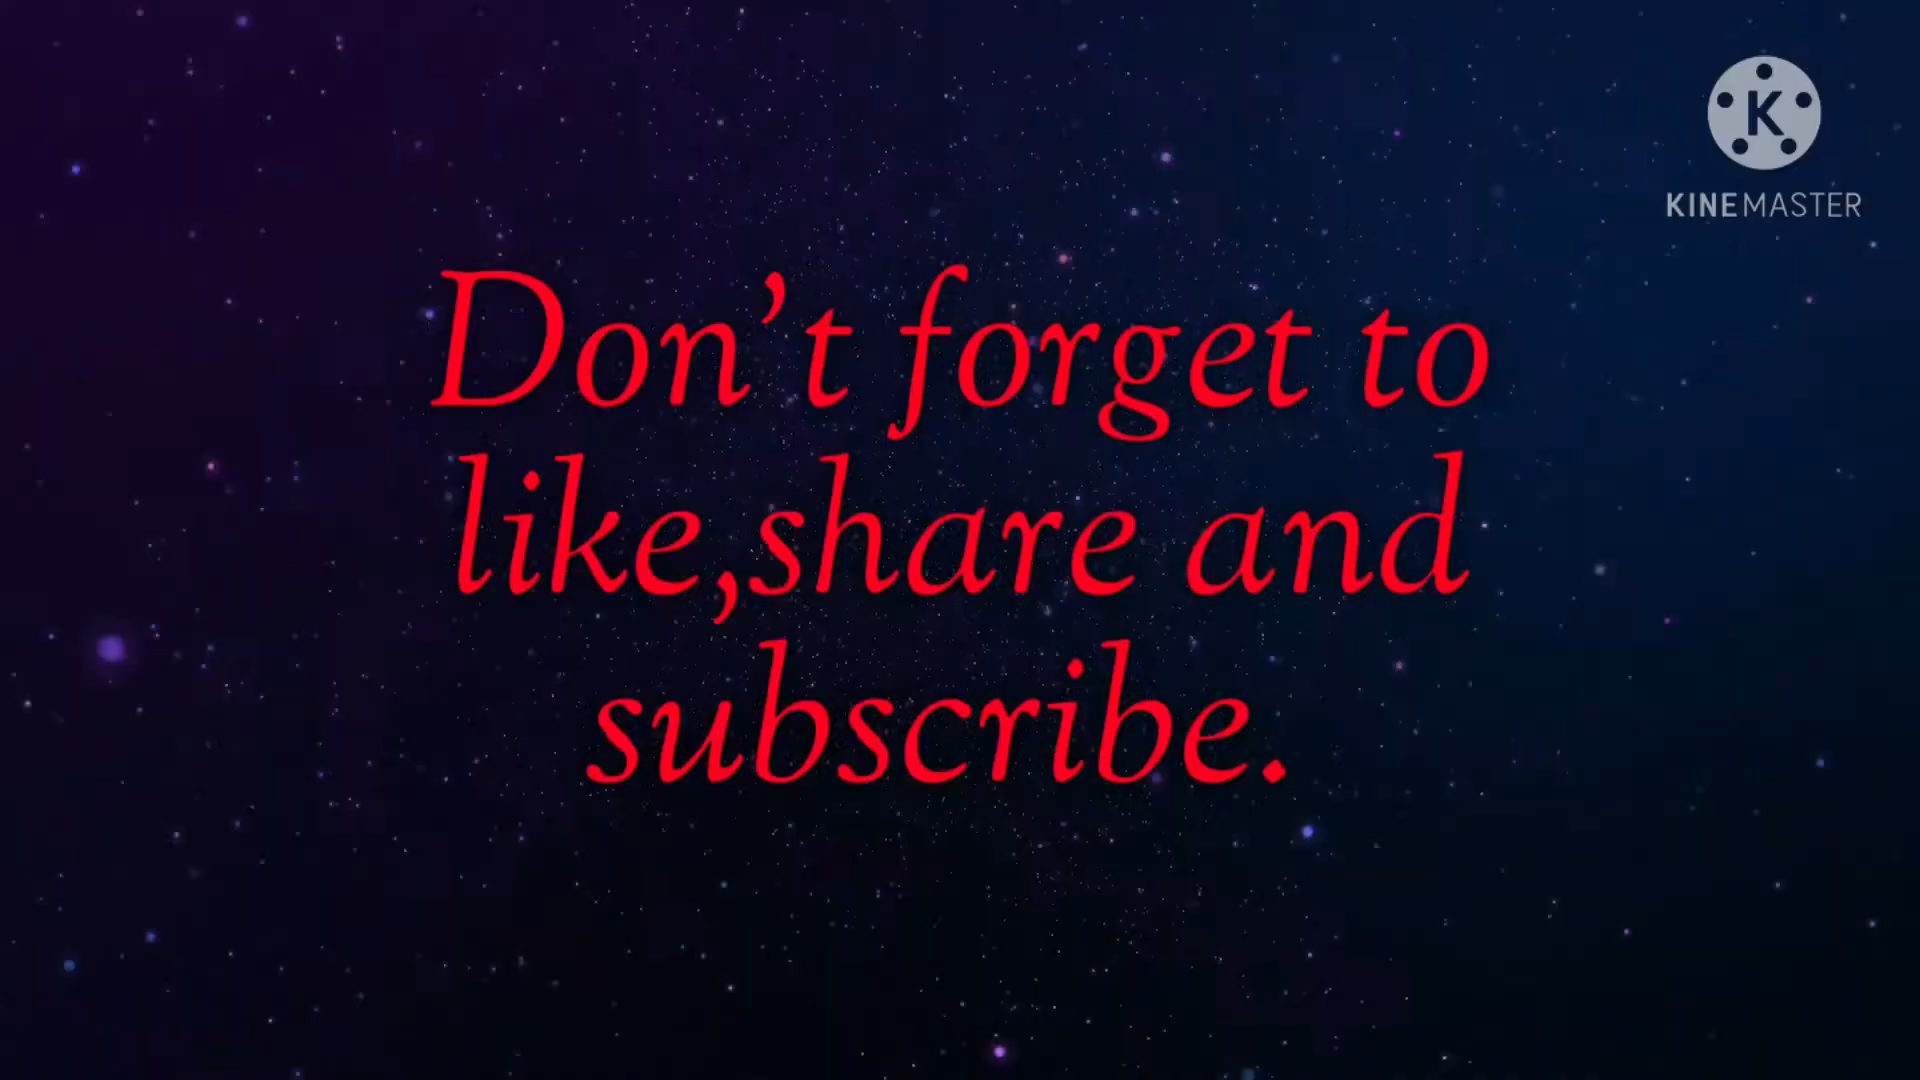 K
KINEMASTER
Don't forget to
like,share and
subscribe.